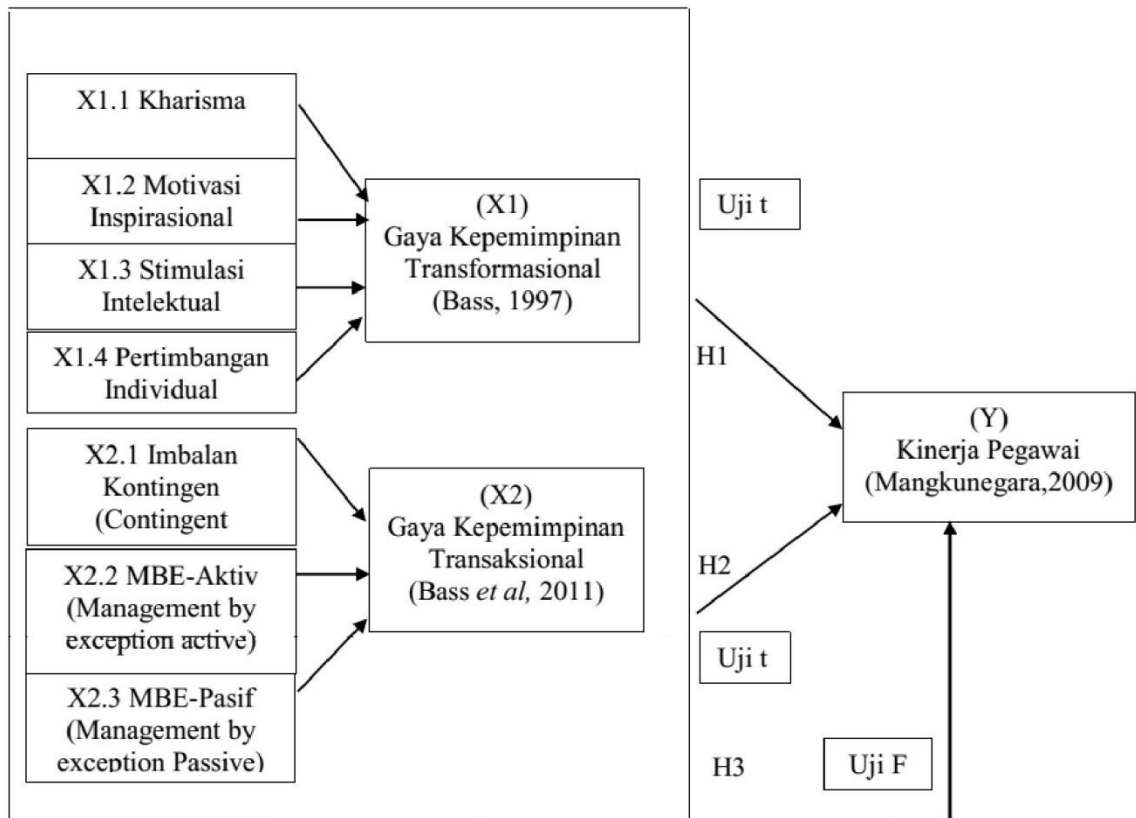 X1.1 Kharisma
X1.2 Motivasi
Inspirasional
X1.3 Stimulasi
Intelektual
X1.4 Pertimbangan
Individual
X2.1 Imbalan
Kontingen
(Contingent
X2.2 MBE-Aktiv
(Management by
exception active)
X2.3 MBE-Pasif
(Management by
exception Passive)
(X1)
Gaya Kepemimpinan
Transformasional
(Bass, 1997)
(X2)
Gaya Kepemimpinan
Transaksional
(Bass et al, 2011)
Uji t
H1
H2
Uji t
H3
Uji F
(Y)
Kinerja Pegawai
(Mangkunegara,2009)